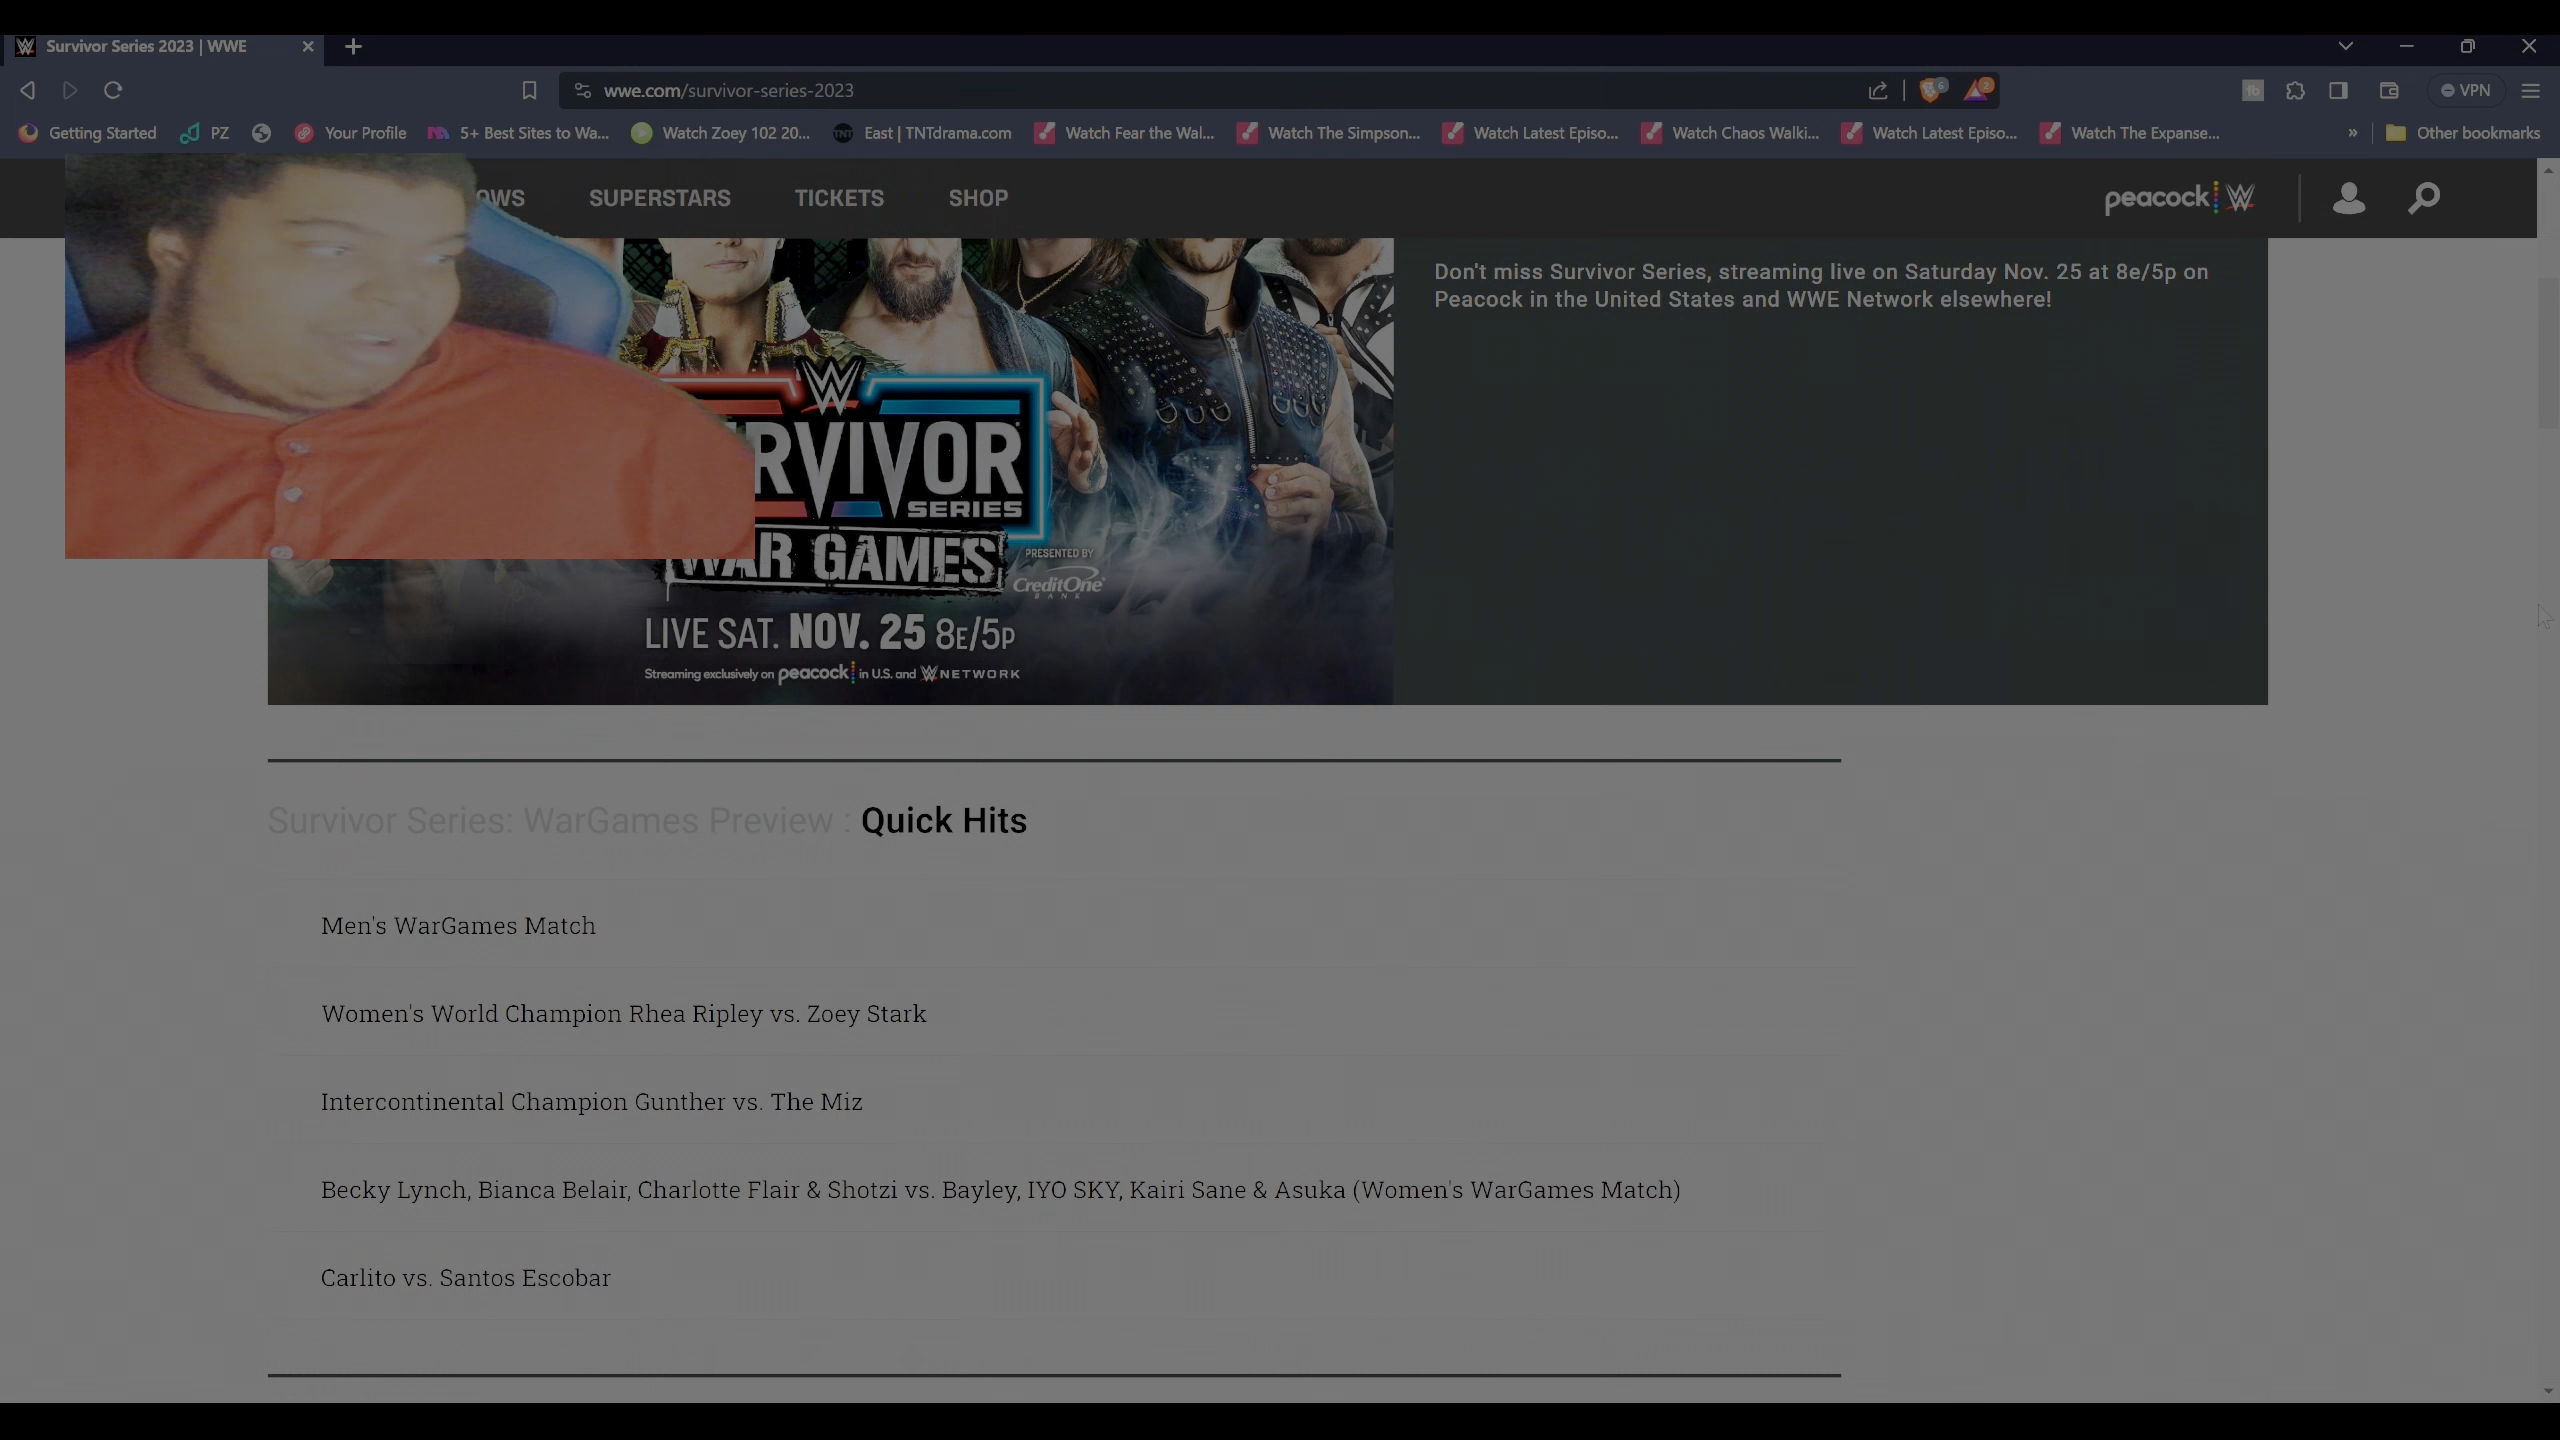 Survivor Series 2023 | WWE
wwe.com/survivor-series-2023
6
2
VPN
Getting Started
PZ
Your Profile
5+ Best Sites to Wa...
Watch Zoey 102 20...
TNT
East | TNTdrama.com
Watch Fear the Wal...
Watch The Simpson...
Watch Latest Episo...
Watch Chaos Walki...
Watch Latest Episo...
Watch The Expanse...
»
Other bookmarks
OWS
SUPERSTARS
TICKETS
SHOP
peacock W
Don't miss Survivor Series, streaming live on Saturday Nov. 25 at 8e/5p on
Peacock in the United States and WWE Network elsewhere!
W
RVIVOR
SERIES
WAR GAMES
PRESENTED BY
CreditOne
BANK
LIVE SAT. NOV. 25 8E/5P
Streaming exclusively on peacock in U.S. and W NETWORK
Survivor Series: WarGames Preview : Quick Hits
Men's WarGames Match
Women's World Champion Rhea Ripley vs. Zoey Stark
Intercontinental Champion Gunther vs. The Miz
Becky Lynch, Bianca Belair, Charlotte Flair & Shotzi vs. Bayley, IYO SKY, Kairi Sane & Asuka (Women's WarGames Match)
Carlito vs. Santos Escobar